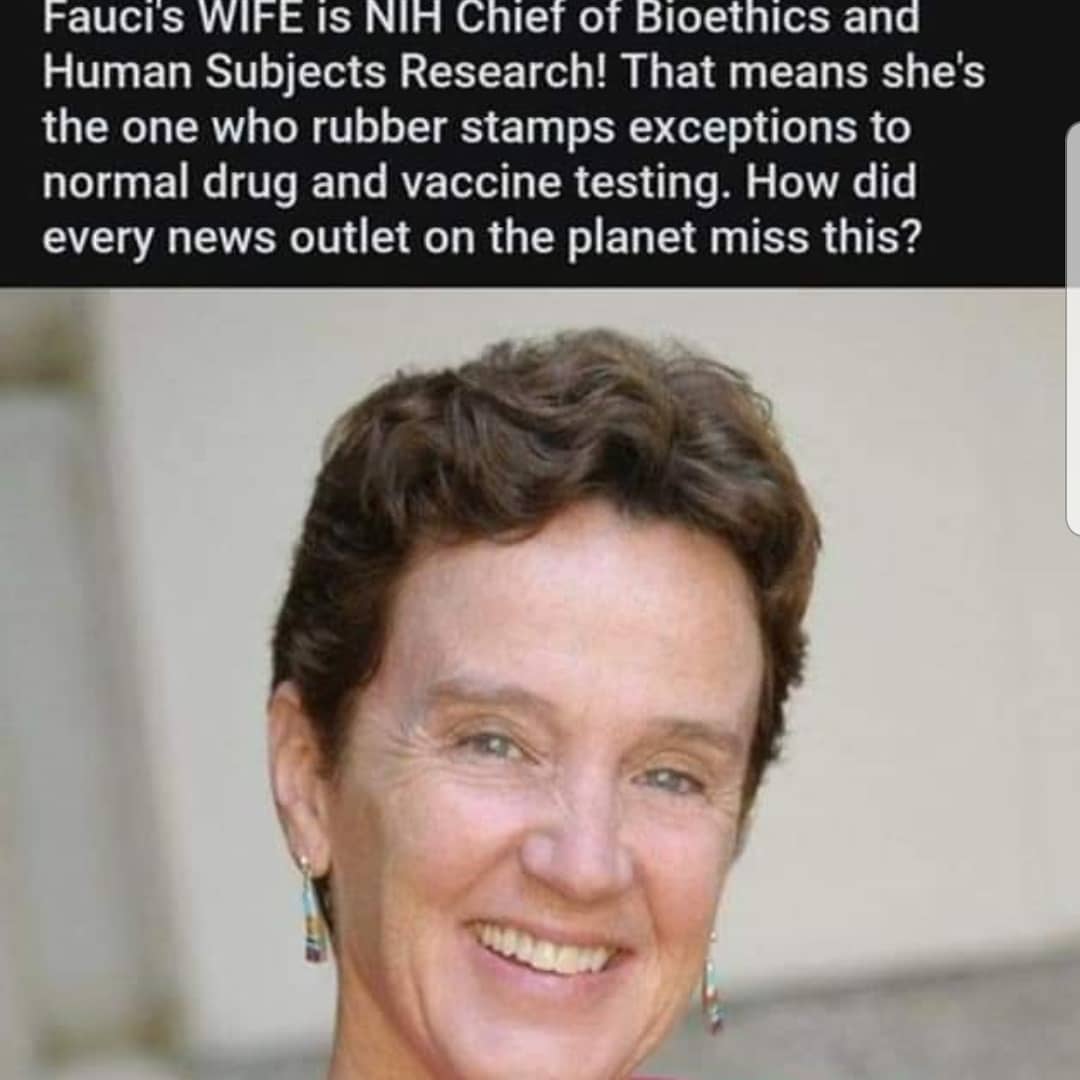 Fauci's WIFE is NIH Chief of Bioethics and
Human Subjects Research! That means she's
the one who rubber stamps exceptions to
normal drug and vaccine testing. How did
every news outlet on the planet miss this?